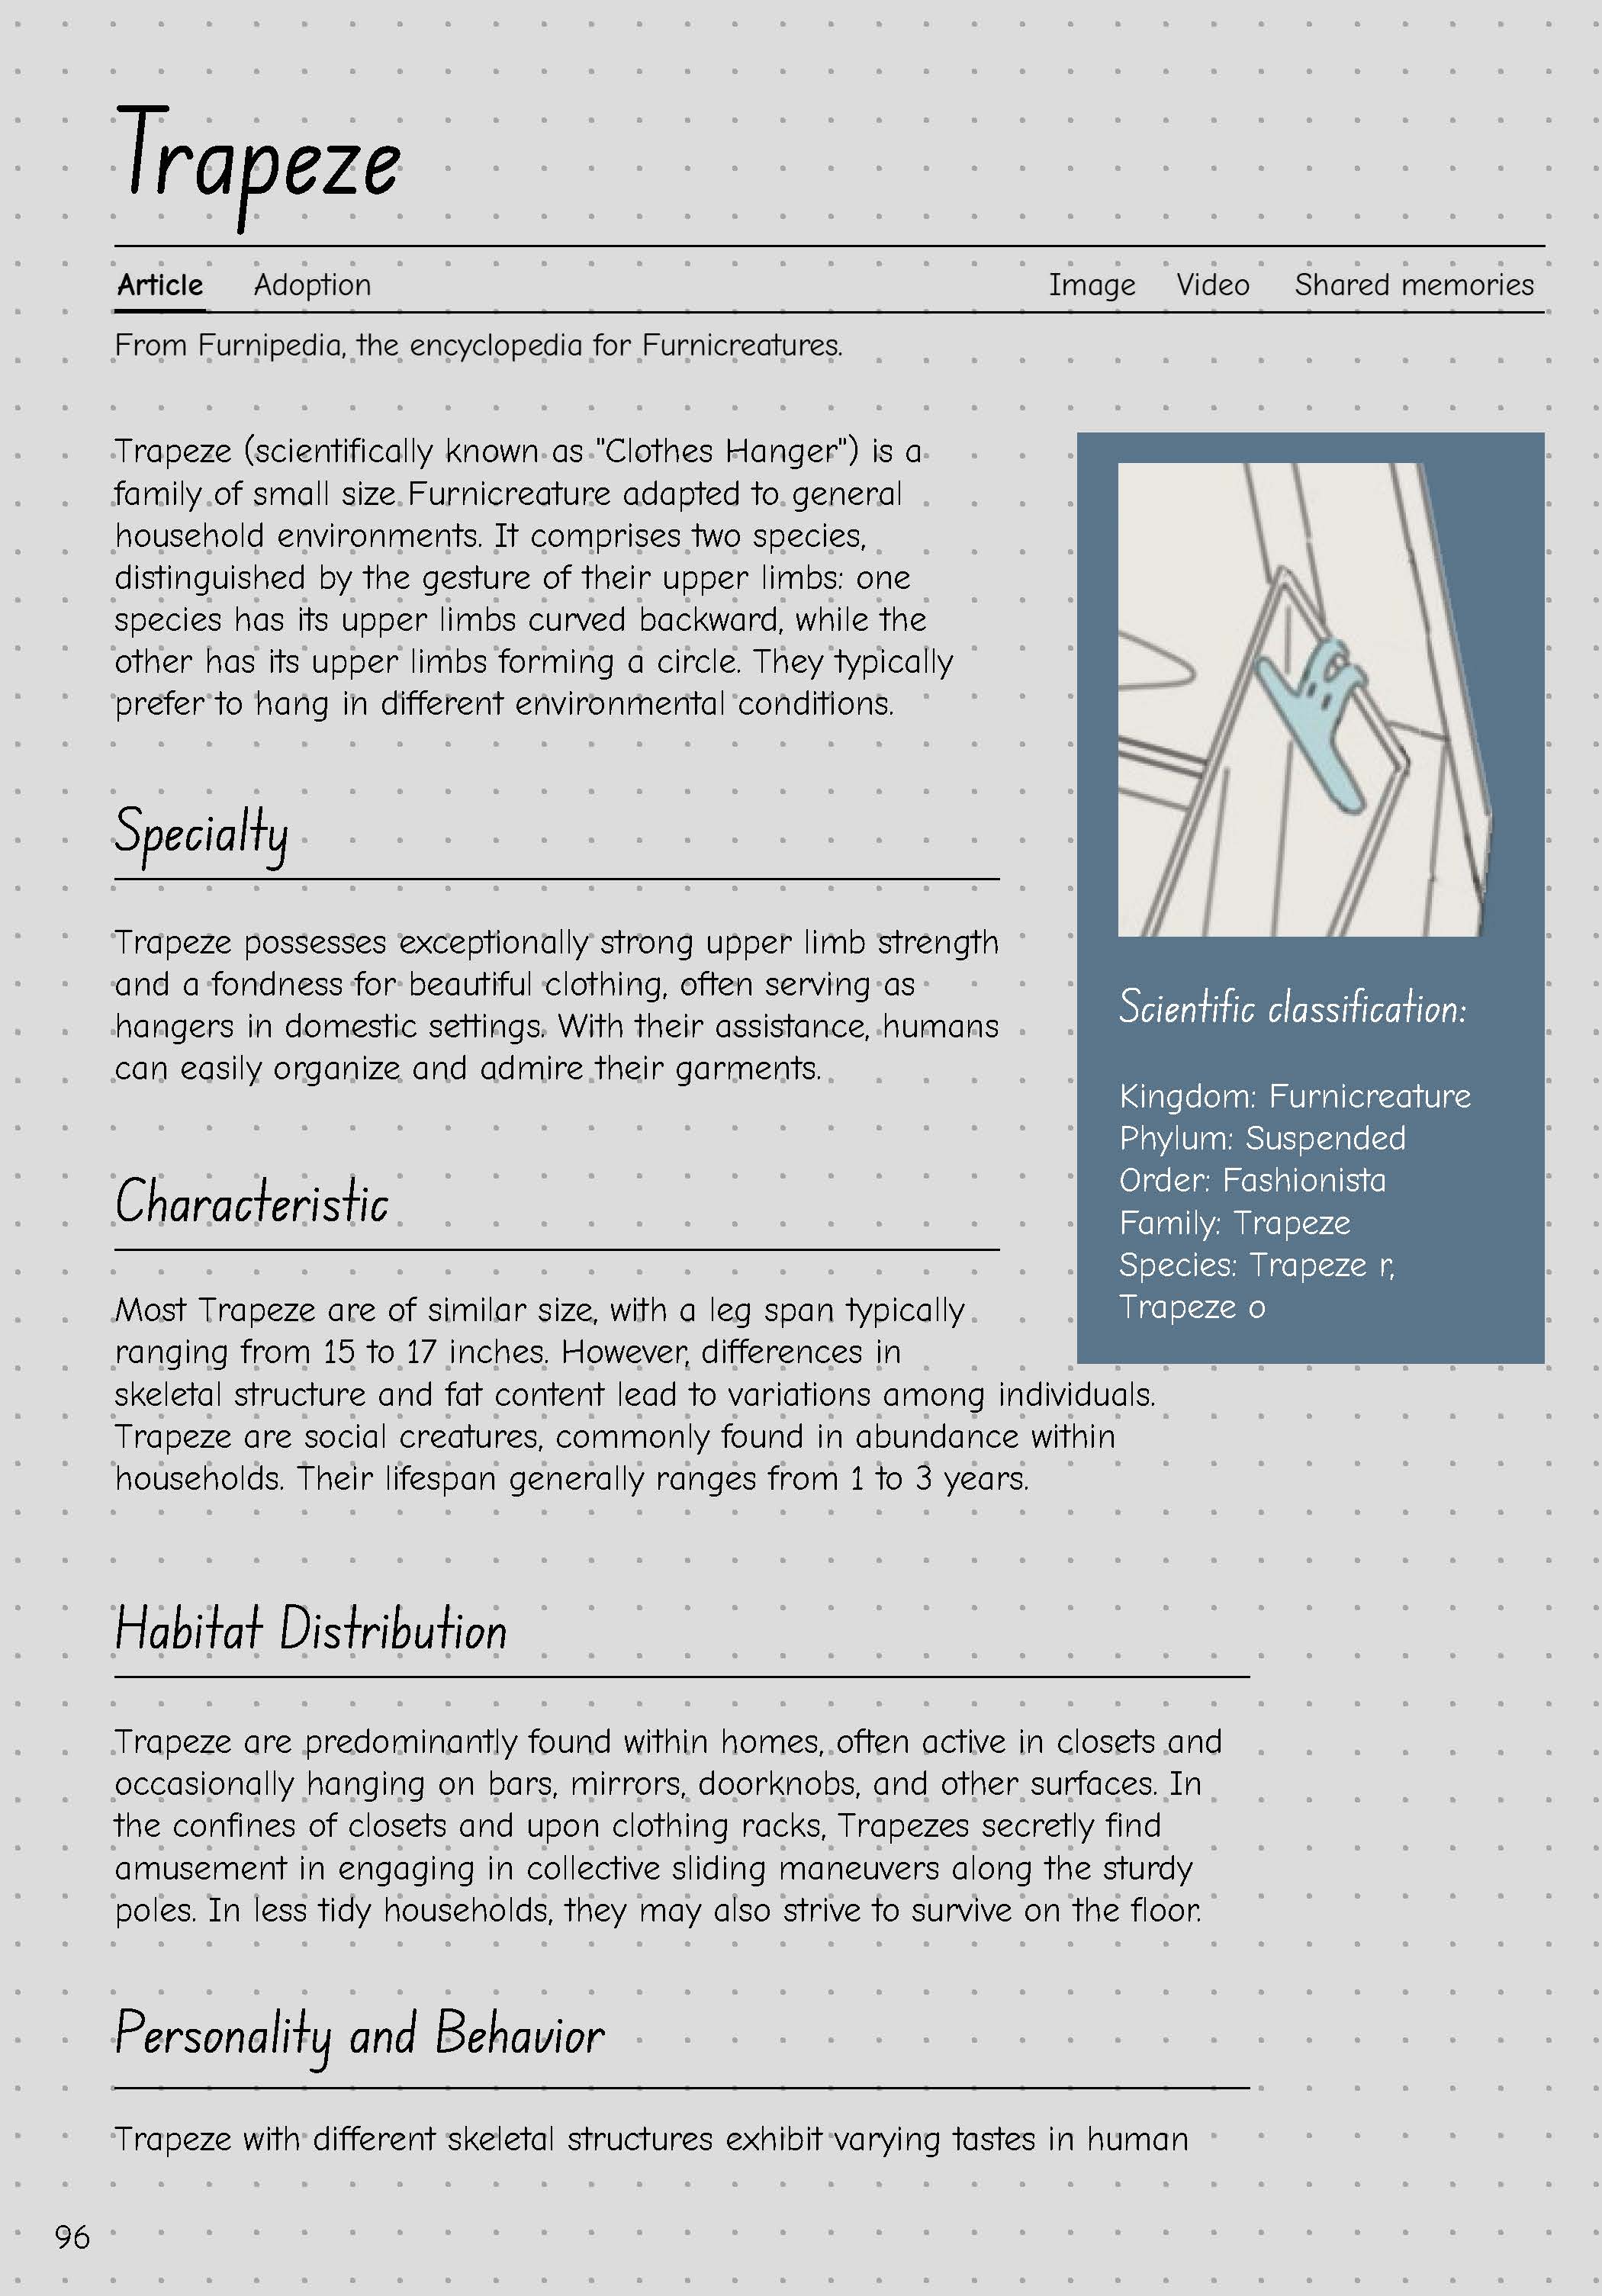 Trapeze
Article Adoption Image Video Shared memories
From Furnipedia, the encyclopedia for Furnicreatures.
Trapeze (scientifically known as "Clothes Hanger") is a
family of small size Furnicreature adapted to general
household environments. It comprises two species,
distinguished by the gesture of their upper limbs: one
species has its upper limbs curved backward, while the
other has its upper limbs forming a circle. They typically
prefer to hang in different environmental conditions.
Specialty
Trapeze possesses exceptionally strong upper limb strength
and a fondness for beautiful clothing, often serving as
hangers in domestic settings. With their assistance, humans
can easily organize and admire their garments.
Scientific classification:
Kingdom: Furnicreature
Phylum: Suspended
Order: Fashionista
Family: Trapeze
Species: Trapeze r,
Trapeze o
Characteristic
Most Trapeze are of similar size, with a leg span typically
ranging from 15 to 17 inches. However, differences in
skeletal structure and fat content lead to variations among individuals.
Trapeze are social creatures, commonly found in abundance within
households. Their lifespan generally ranges from 1 to 3 years.
Habitat Distribution
Trapeze are predominantly found within homes, often active in closets and
occasionally hanging on bars, mirrors, doorknobs, and other surfaces. In
the confines of closets and upon clothing racks, Trapezes secretly find
amusement in engaging in collective sliding maneuvers along the sturdy
poles. In less tidy households, they may also strive to survive on the floor.
Personality and Behavior
Trapeze with different skeletal structures exhibit varying tastes in human
96